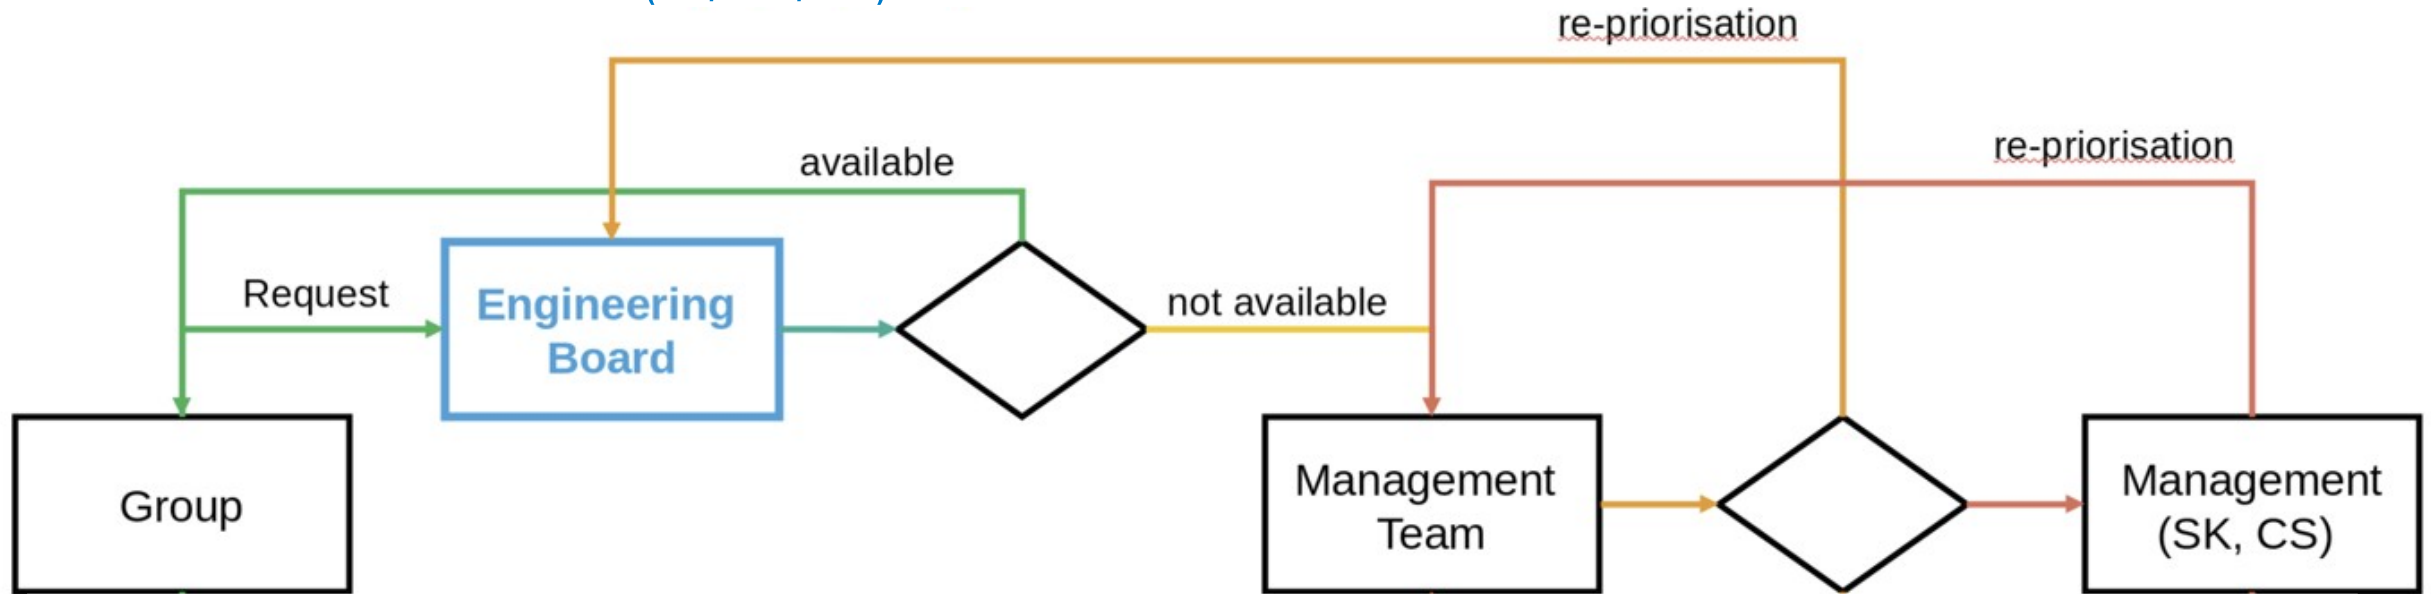 re-priorisation
re-priorisation
available
Request
Engineering
Board
not available
Group
Management
Team
Management
(SK, CS)